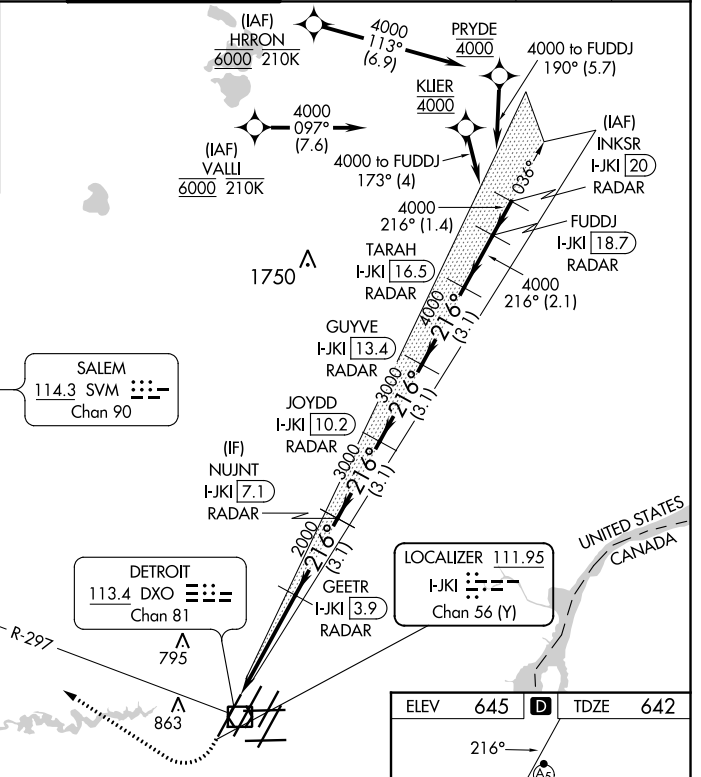 (IAF)
HRRON
6000 210K
4000
113°
(6.9)
PRYDE
4000
4000 to FUDDJ
190° (5.7)
KLIER
4000
4000
097°
(7.6)
(IAF)
VALLI
6000 210K
4000 to FUDDJ
173° (4)
(IAF)
INKSR
I-JKI 20
RADAR
036°
4000
216° (1.4)
FUDDJ
I-JKI 18.7
RADAR
TARAH
I-JKI 16.5
RADAR
4000
216° (2.1)
1750
4000
216°
(3.1)
GUYVE
I-JKI 13.4
RADAR
3000
216°
(3.1)
SALEM
114.3 SVM
Chan 90
JOYDD
I-JKI 10.2
RADAR
3000
216°
(3.1)
(IF)
NUJNT
I-JKI 7.1
RADAR
2000
216°
(3.1)
UNITED STATES
CANADA
LOCALIZER 111.95
I-JKI
Chan 56 (Y)
DETROIT
113.4 DXO
Chan 81
GEETR
I-JKI 3.9
RADAR
R-297
795
863
ELEV 645 D TDZE 642
216°
A5